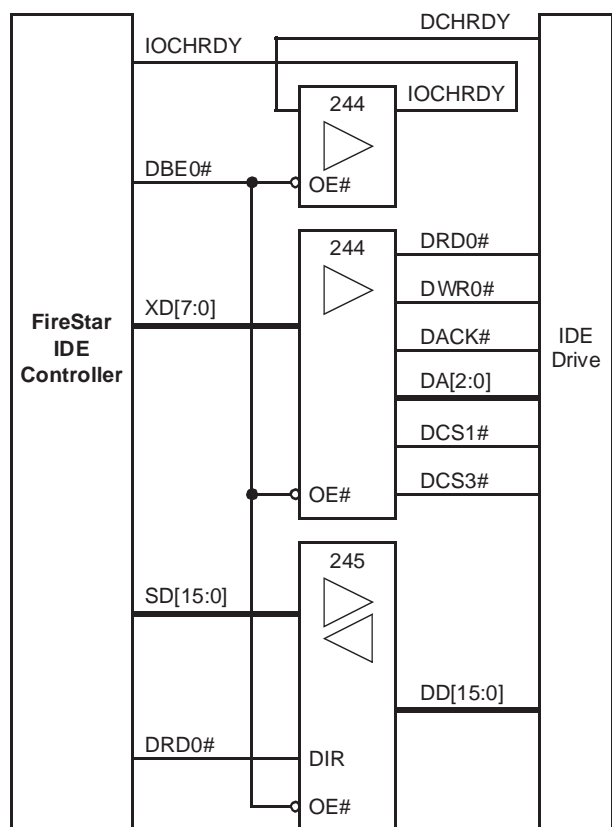 DCHRDY
IOCHRDY
244
IOCHRDY
DBE0#
OE#
244
DRD0#
DWR0#
XD[7:0]
FireStar
IDE
Controller
DACK#
IDE
Drive
DA[2:0]
DCS1#
OE#
DCS3#
245
SD[15:0]
DD[15:0]
DRD0#
DIR
OE#